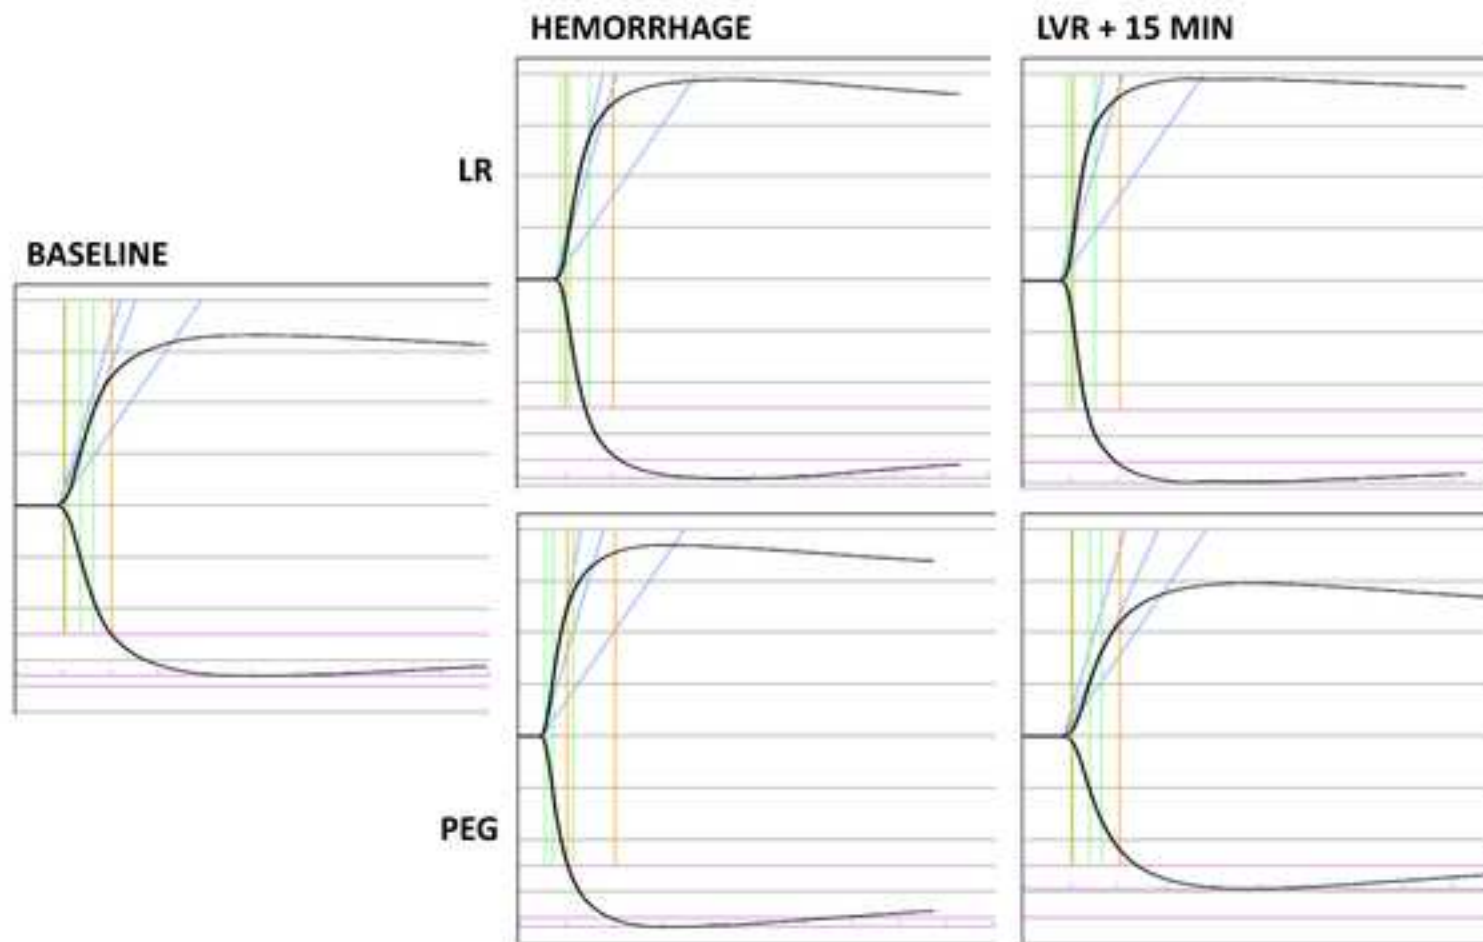 HEMORRHAGE
LVR + 15 MIN
LR
BASELINE
PEG